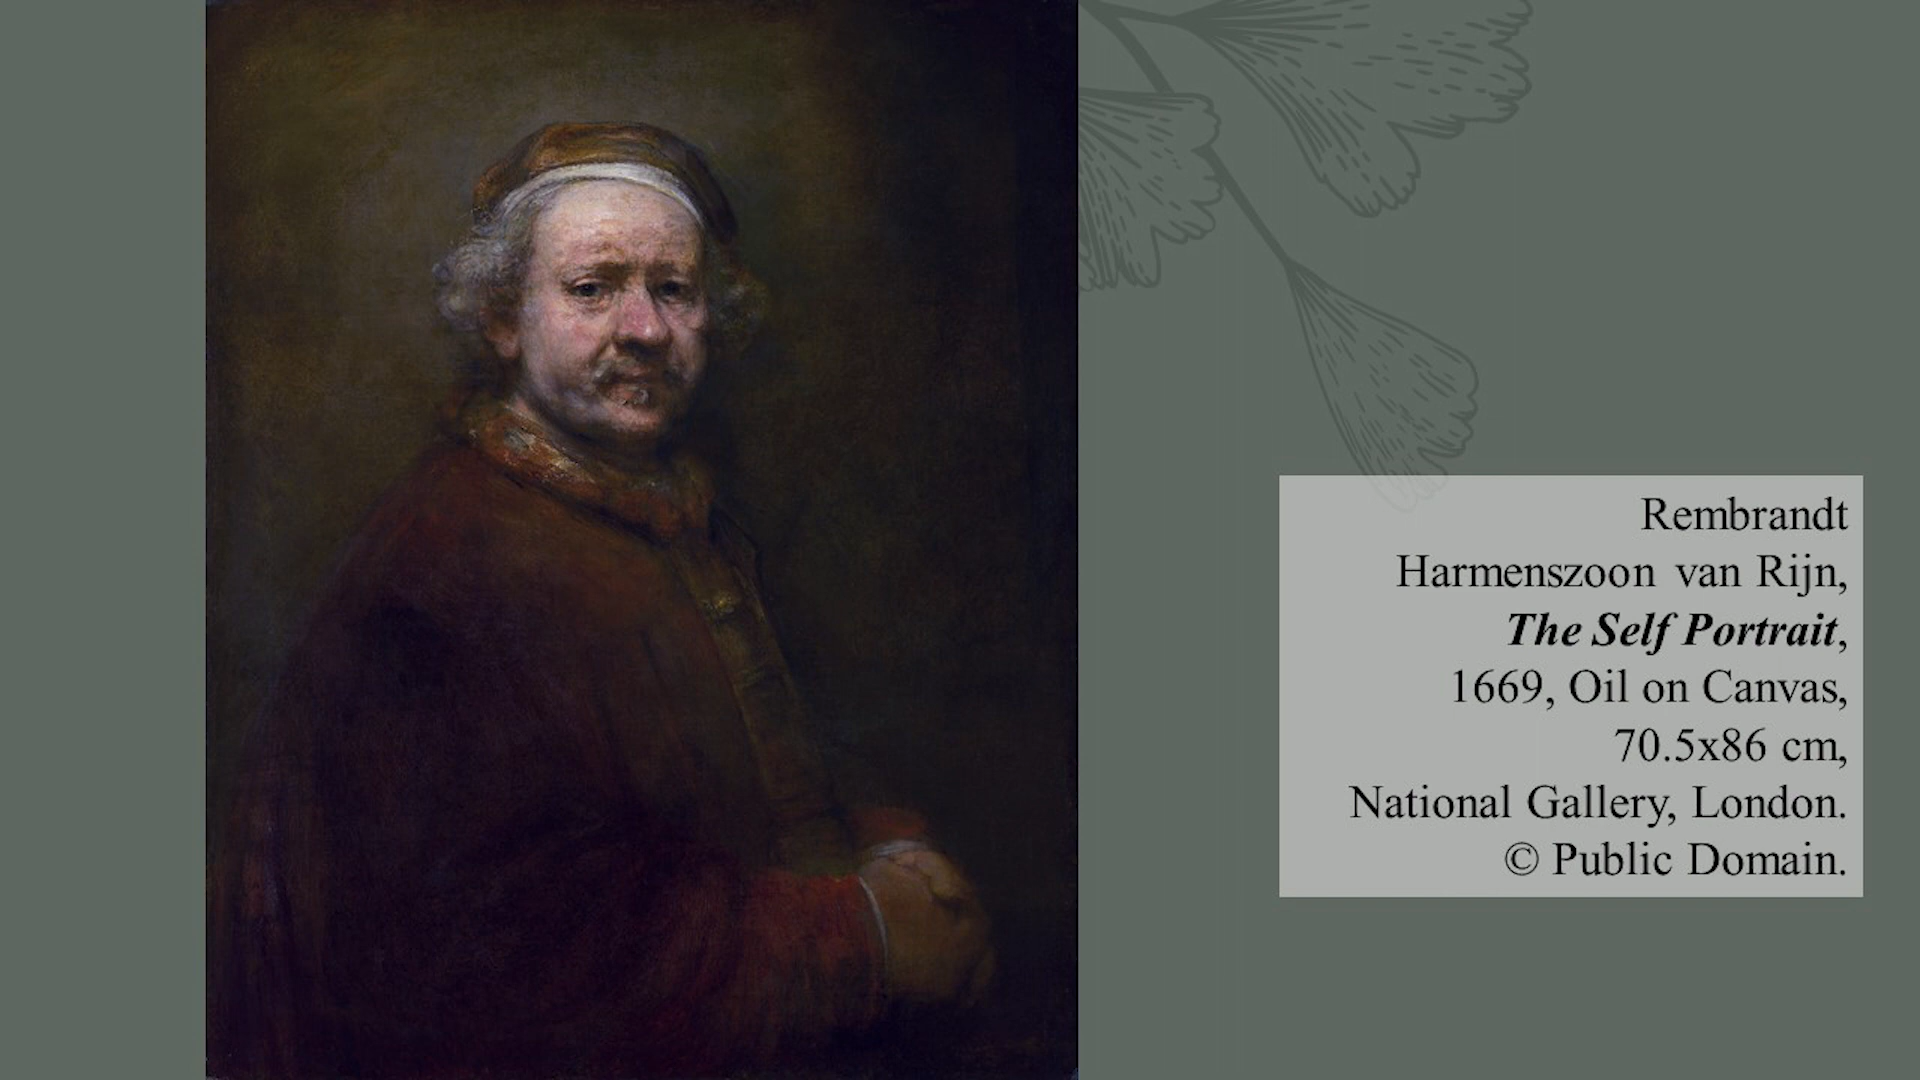 Rembrandt
Harmenszoon van Rijn,
The Self Portrait,
1669, Oil on Canvas,
70.5x86 cm,
National Gallery, London.
© Public Domain.